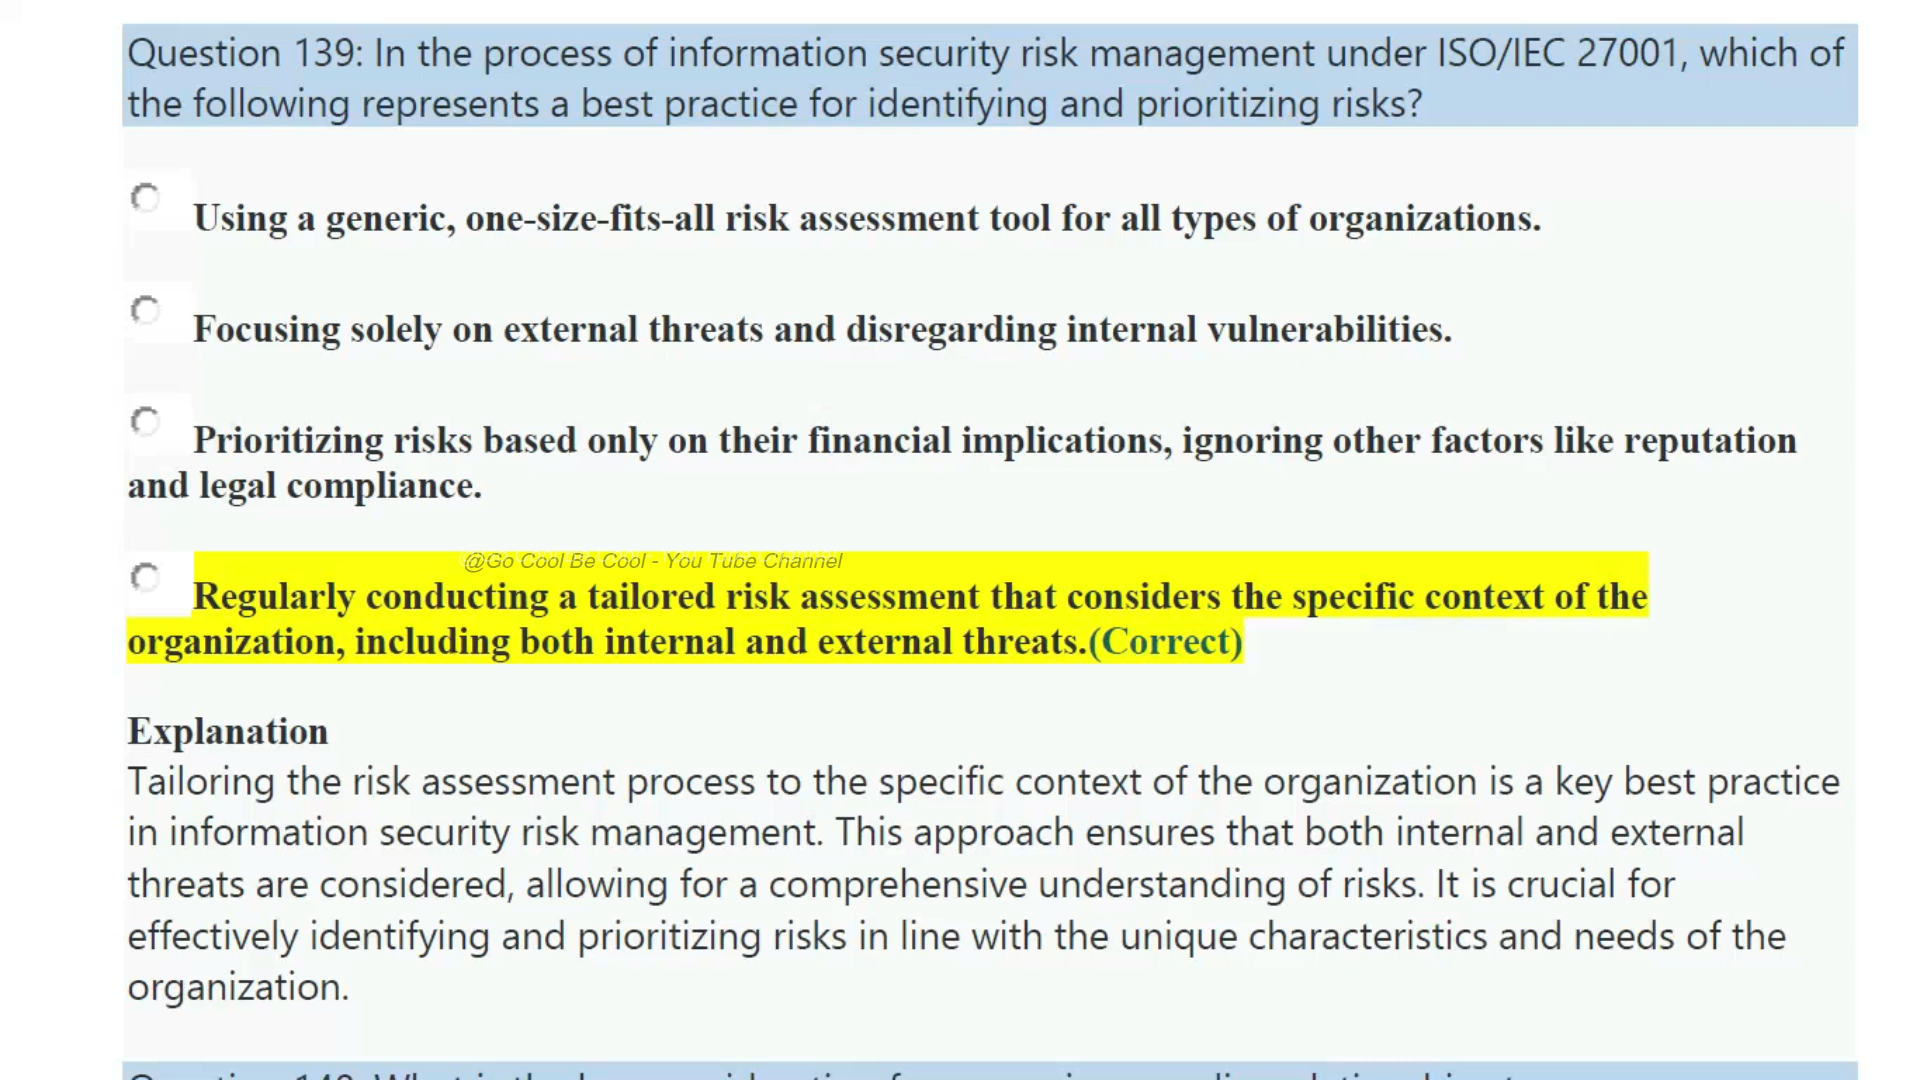 Question 139: In the process of information security risk management under ISO/IEC 27001, which of
the following represents a best practice for identifying and prioritizing risks?
Using a generic, one-size-fits-all risk assessment tool for all types of organizations.
Focusing solely on external threats and disregarding internal vulnerabilities.
Prioritizing risks based only on their financial implications, ignoring other factors like reputation
and legal compliance.
@Go Cool Be Cool - You Tube Channel
Regularly conducting a tailored risk assessment that considers the specific context of the
organization, including both internal and external threats.(Correct)
Explanation
Tailoring the risk assessment process to the specific context of the organization is a key best practice
in information security risk management. This approach ensures that both internal and external
threats are considered, allowing for a comprehensive understanding of risks. It is crucial for
effectively identifying and prioritizing risks in line with the unique characteristics and needs of the
organization.